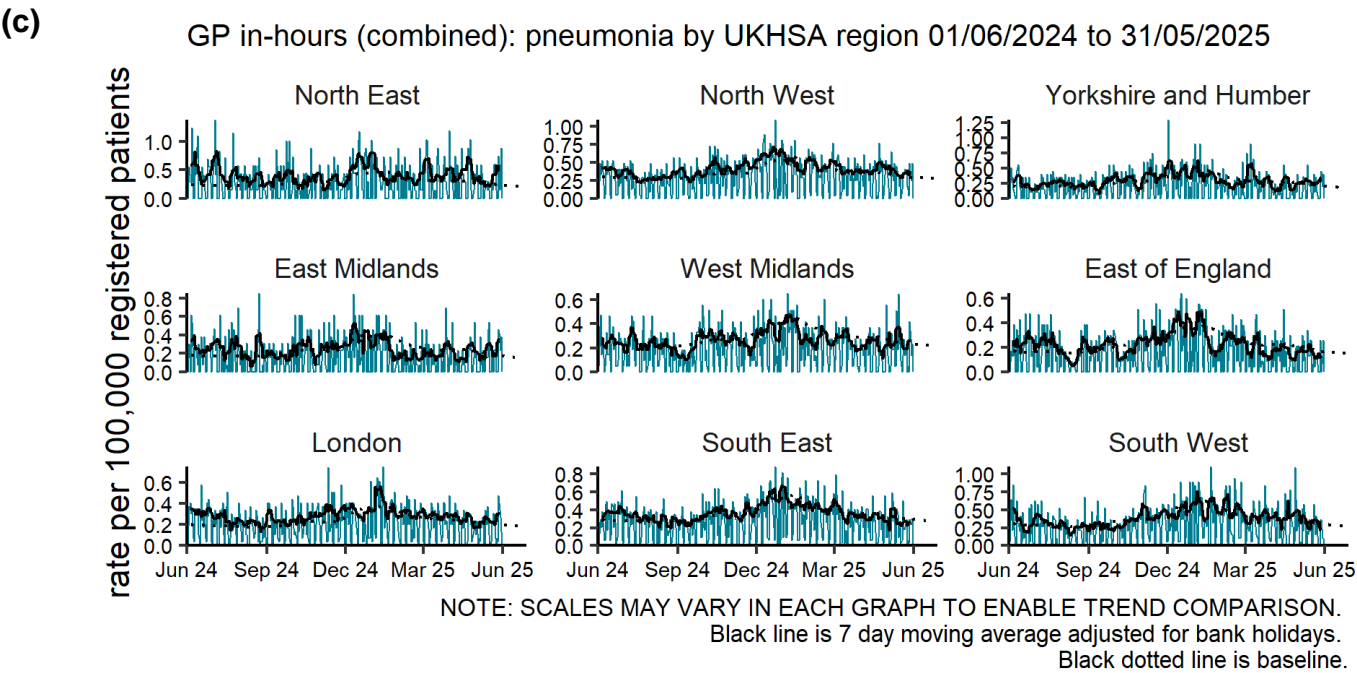 (c)
GP in-hours (combined): pneumonia by UKHSA region 01/06/2024 to 31/05/2025
rate per 100,000 registered patients
North East
1.0
0.5
0.0
North West
1.00
0.75
0.50
0.25
0.00
Yorkshire and Humber
1.25
1.00
0.75
0.50
0.25
0.00
East Midlands
0.8
0.6
0.4
0.2
0.0
West Midlands
0.6
0.4
0.2
0.0
East of England
0.6
0.4
0.2
0.0
London
0.6
0.4
0.2
0.0
Jun 24 Sep 24 Dec 24 Mar 25 Jun 25
South East
0.8
0.6
0.4
0.2
0.0
Jun 24 Sep 24 Dec 24 Mar 25 Jun 25
South West
1.00
0.75
0.50
0.25
0.00
Jun 24 Sep 24 Dec 24 Mar 25 Jun 25
NOTE: SCALES MAY VARY IN EACH GRAPH TO ENABLE TREND COMPARISON.
Black line is 7 day moving average adjusted for bank holidays.
Black dotted line is baseline.